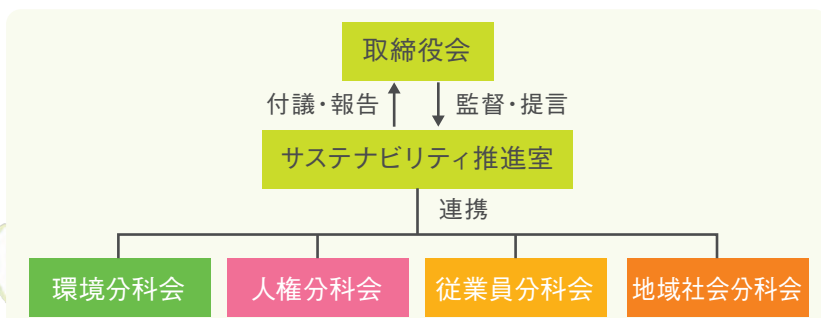 取締役会
付議・報告
監督・提言
サステナビリティ推進室
連携
環境分科会
人権分科会
従業員分科会
地域社会分科会